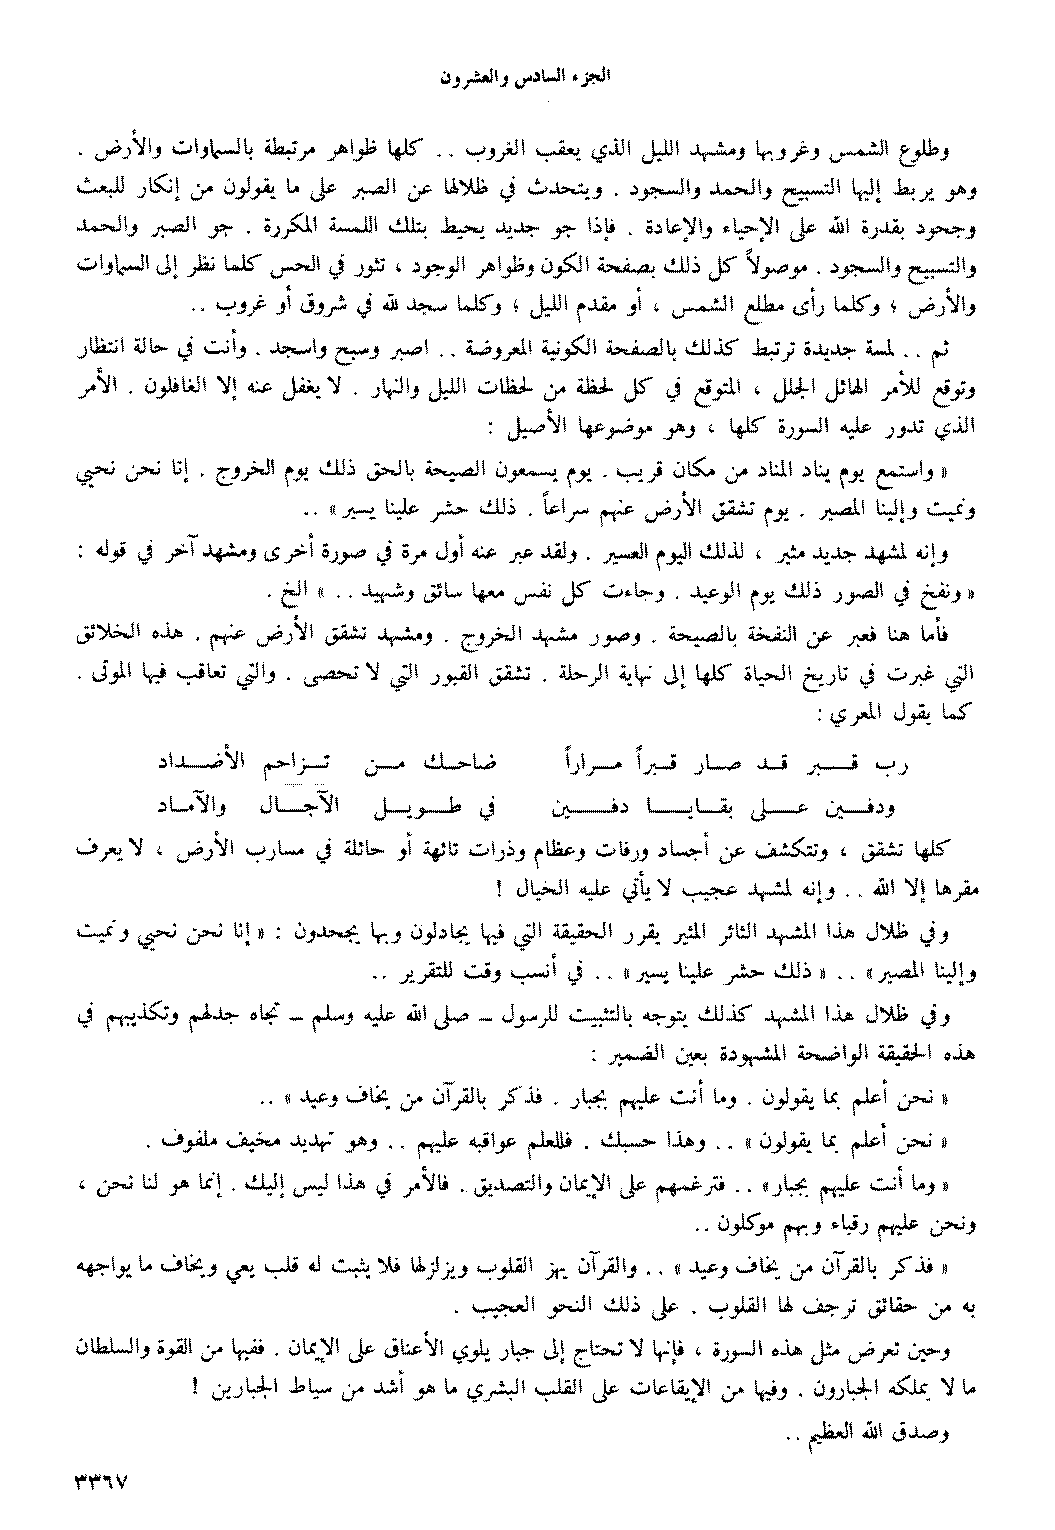 الجزء السادس والعشرون
وطلوع الشمس وغروبها ومشهد الليل الذي يعقب الغروب .. كلها ظواهر مرتبطة بالسماوات والأرض .
وهو يربط إليها التسبيح والحمد والسجود . ويتحدث في ظلالها عن الصبر على ما يقولون من إنكار للبعث
وجحود بقدرة الله على الإحياء والإعادة . فإذا جو جديد يحيط بتلك اللمسة المكررة . جو الصبر والحمد
والتسبيح والسجود . موصولاً كل ذلك بصفحة الكون وظواهر الوجود ، تثور في الحس كلما نظر إلى السماوات
والأرض ؛ وكلما رأى مطلع الشمس ، أو مقدم الليل ؛ وكلما سجد لله في شروق أو غروب ..
ثم .. لمسة جديدة ترتبط كذلك بالصفحة الكونية المعروضة .. اصبر وسبح واسجد . وأنت في حالة انتظار
وتوقع للأمر الهائل الجلل ، المتوقع في كل لحظة من لحظات الليل والنهار . لا يغفل عنه إلا الغافلون . الأمر
الذي تدور عليه السورة كلها ، وهو موضوعها الأصيل :
« واستمع يوم يناد المناد من مكان قريب . يوم يسمعون الصيحة بالحق ذلك يوم الخروج . إنا نحن نحيي
ونميت وإلينا المصير . يوم تشقق الأرض عنهم سراعاً . ذلك حشر علينا يسير » ..
وإنه لمشهد جديد مثير ، لذلك اليوم العسير . ولقد عبر عنه أول مرة في صورة أخرى ومشهد آخر في قوله :
« ونفخ في الصور ذلك يوم الوعيد . وجاءت كل نفس معها سائق وشهيد .. » الخ .
فأما هنا فعبر عن النفخة بالصيحة . وصور مشهد الخروج . ومشهد تشقق الأرض عنهم . هذه الخلائق
التي غبرت في تاريخ الحياة كلها إلى نهاية الرحلة . تشقق القبور التي لا تحصى . والتي تعاقب فيها الموتى .
كما يقول المعري :
رب قـبـر قـد صـار قـبراً مـراراً ضاحك مـن تـزاحم الأضـداد
ودفـين عـلى بقـايـا دفـين في طـويـل الآجـال والآماد
كلها تشقق ، وتتكشف عن أجساد ورفات وعظام وذرات تائهة أو حائلة في مسارب الأرض ، لا يعرف
مقرها إلا الله .. وإنه لمشهد عجيب لا يأتي عليه الخيال !
وفي ظلال هذا المشهد الثائر المثير يقرر الحقيقة التي فيها يجادلون وبها يجحدون : « إنا نحن نحيي ونميت
وإلينا المصير» .. « ذلك حشر علينا يسير » .. في أنسب وقت للتقرير ..
وفي ظلال هذا المشهد كذلك يتوجه بالتثبيت للرسول – صلى الله عليه وسلم – تجاه جدلهم وتكذيبهم في
هذه الحقيقة الواضحة المشهودة بعين الضمير :
« نحن أعلم بما يقولون . وما أنت عليهم بجبار . فذكر بالقرآن من يخاف وعيد » ..
« نحن أعلم بما يقولون » .. وهذا حسبك . فللعلم عواقبه عليهم .. وهو تهديد مخيف ملفوف .
« وما أنت عليهم بجبار» .. فترغمهم على الإيمان والتصديق . فالأمر في هذا ليس إليك . إنما هو لنا نحن ،
ونحن عليهم رقباء وبهم موكلون ..
« فذكر بالقرآن من يخاف وعيد » .. والقرآن يهز القلوب ويزلزلها فلا يثبت له قلب يعي ويخاف ما يواجهه
به من حقائق ترجف لها القلوب . على ذلك النحو العجيب .
وحين تعرض مثل هذه السورة ، فإنها لا تحتاج إلى جبار يلوي الأعناق على الإيمان . ففيها من القوة والسلطان
ما لا يملكه الجبارون . وفيها من الإيقاعات على القلب البشري ما هو أشد من سياط الجبارين !
وصدق الله العظيم ..
٣٣٦٧